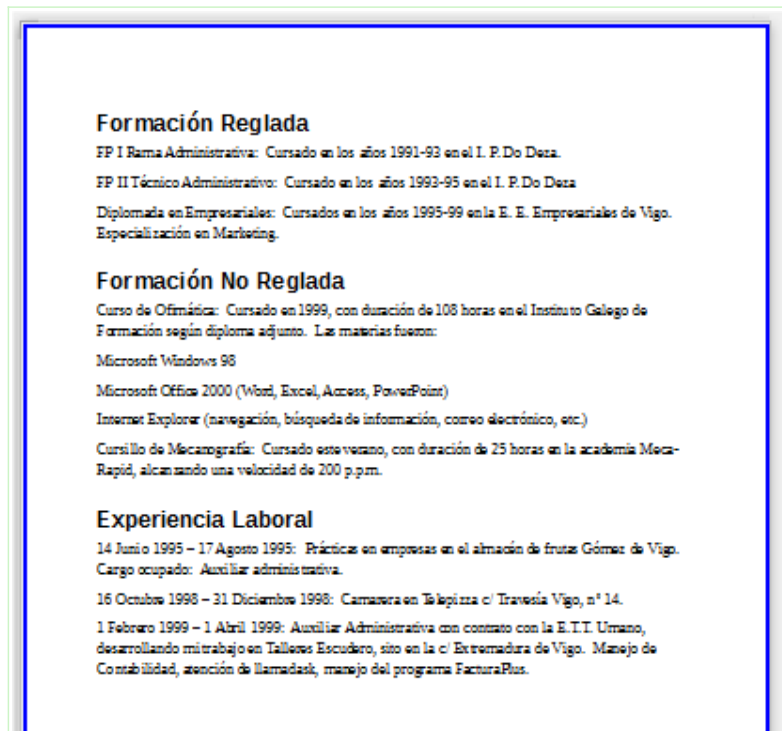 Formación Reglada
FP I Rama Administrativa: Cursado en los años 1991-93 en el I. P. Do Deza.
FP II Técnico Administrativo: Cursado en los años 1993-95 en el I. P. Do Deza
Diplomada en Empresariales: Cursados en los años 1995-99 en la E. E. Empresariales de Vigo.
Especialización en Marketing.
Formación No Reglada
Curso de Ofimática: Cursado en 1999, con duración de 108 horas en el Instituto Galego de
Formación según diploma adjunto. Las materias fueron:
Microsoft Windows 98
Microsoft Office 2000 (Word, Excel, Access, PowerPoint)
Internet Explorer (navegación, búsqueda de información, correo electrónico, etc.)
Cursillo de Mecanografía: Cursado este verano, con duración de 25 horas en la academia Meca-
Rapid, alcanzando una velocidad de 200 p.p.m.
Experiencia Laboral
14 Junio 1995 – 17 Agosto 1995: Prácticas en empresas en el almacén de frutas Gómez de Vigo.
Cargo ocupado: Auxiliar administrativa.
16 Octubre 1998 – 31 Diciembre 1998: Camarera en Telepizza c/ Travesía Vigo, nº 14.
1 Febrero 1999 – 1 Abril 1999: Auxiliar Administrativa con contrato con la E.T.T. Umano,
desarrollando mi trabajo en Talleres Escudero, sito en la c/ Extremadura de Vigo. Manejo de
Contabilidad, atención de llamadask, manejo del programa FacturaPlus.